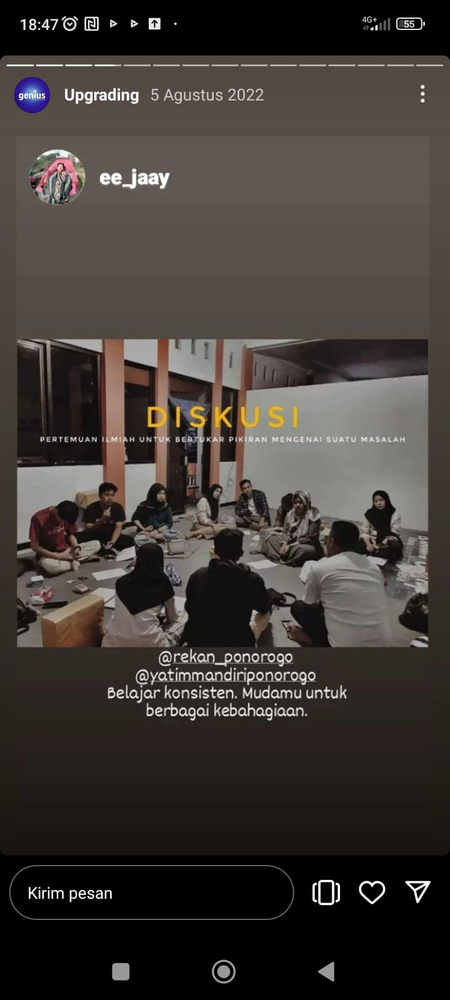 18:47
4G+
55
genius
Upgrading 5 Agustus 2022
ee_jaay
DISKUSI
PERTEMUAN ILMIAH UNTUK BERTUKAR PIKIRAN MENGENAI SUATU MASALAH
@rekan_ponorogo
@yatimmandiriponorogo
Belajar konsisten. Mudamu untuk
berbagai kebahagiaan.
Kirim pesan